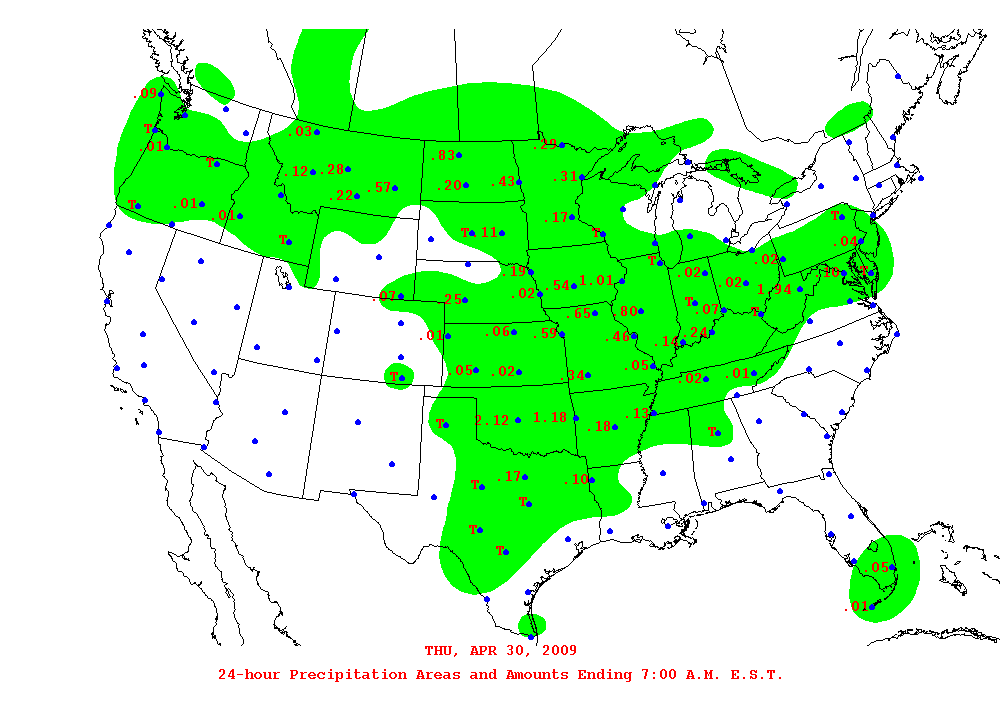 .09
T
.01
T
.03
.29
.83
.12 .28
.31
.22 .57 .20 .43
T .01 .01
.17
T
T
.04
T
T .11
T
T
.02
.19
.02
.10 T
.54 1.01
.02
1.94
.07
.02
.25
T
.07
T
.65
.80
.01 .06 .59
.46
.24
.14
.05
.05 .02
T
.34
.02 .01
.13
2.12 1.18
T
.18
T
.17
.10
T
T
T
T
.05
.01
THU, APR 30, 2009
24-hour Precipitation Areas and Amounts Ending 7:00 A.M. E.S.T.